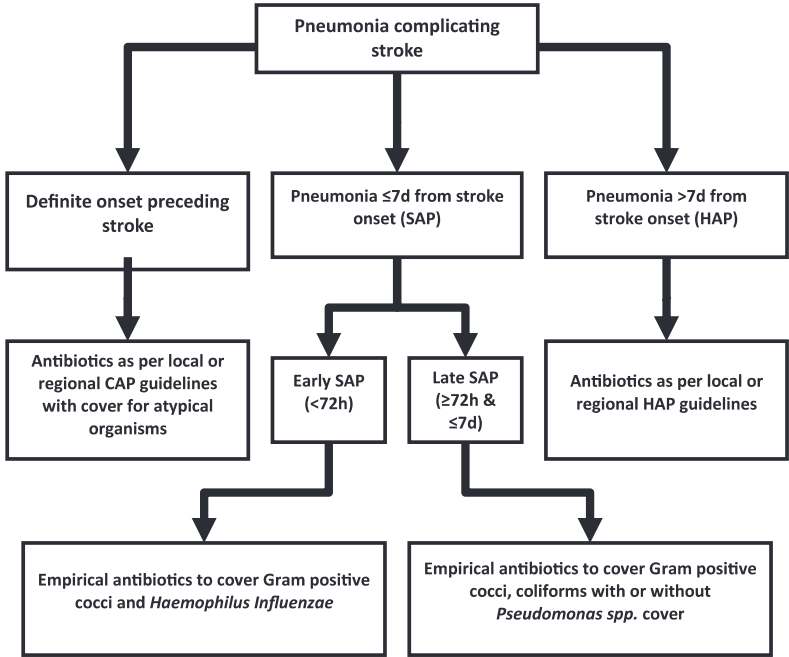 Pneumonia complicating
stroke
Definite onset preceding
stroke
Pneumonia ≤7d from stroke
onset (SAP)
Pneumonia >7d from
stroke onset (HAP)
Antibiotics as per local or
regional CAP guidelines
with cover for atypical
organisms
Early SAP
(<72h)
Late SAP
(≥72h &
≤7d)
Antibiotics as per local or
regional HAP guidelines
Empirical antibiotics to cover Gram positive
cocci and Haemophilus Influenzae
Empirical antibiotics to cover Gram positive
cocci, coliforms with or without
Pseudomonas spp. cover